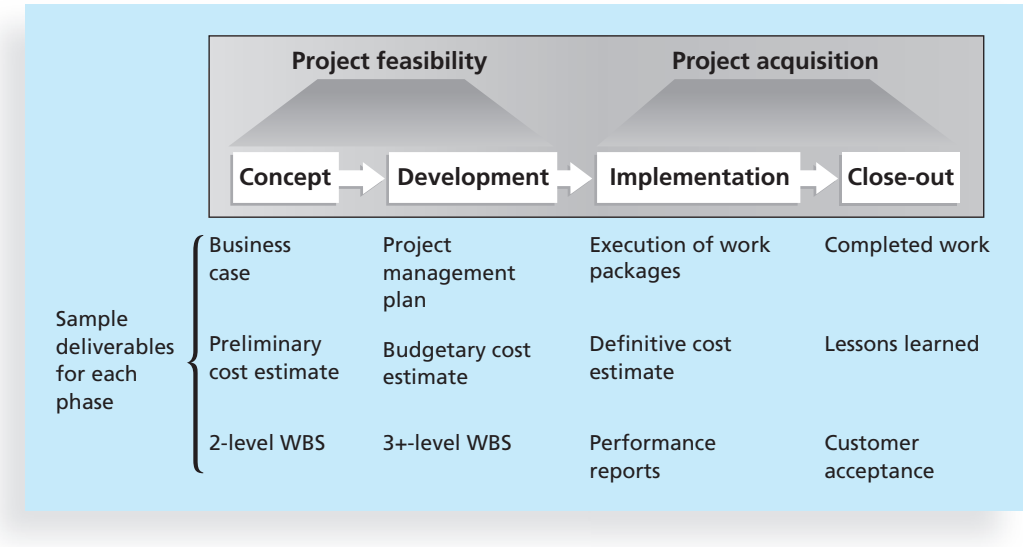 Project feasibility
Project acquisition
Concept
Development
Implementation
Close-out
Sample
deliverables
for each
phase
Business
case
Project
management
plan
Execution of work
packages
Completed work
Preliminary
cost estimate
Budgetary cost
estimate
Definitive cost
estimate
Lessons learned
2-level WBS
3+-level WBS
Performance
reports
Customer
acceptance